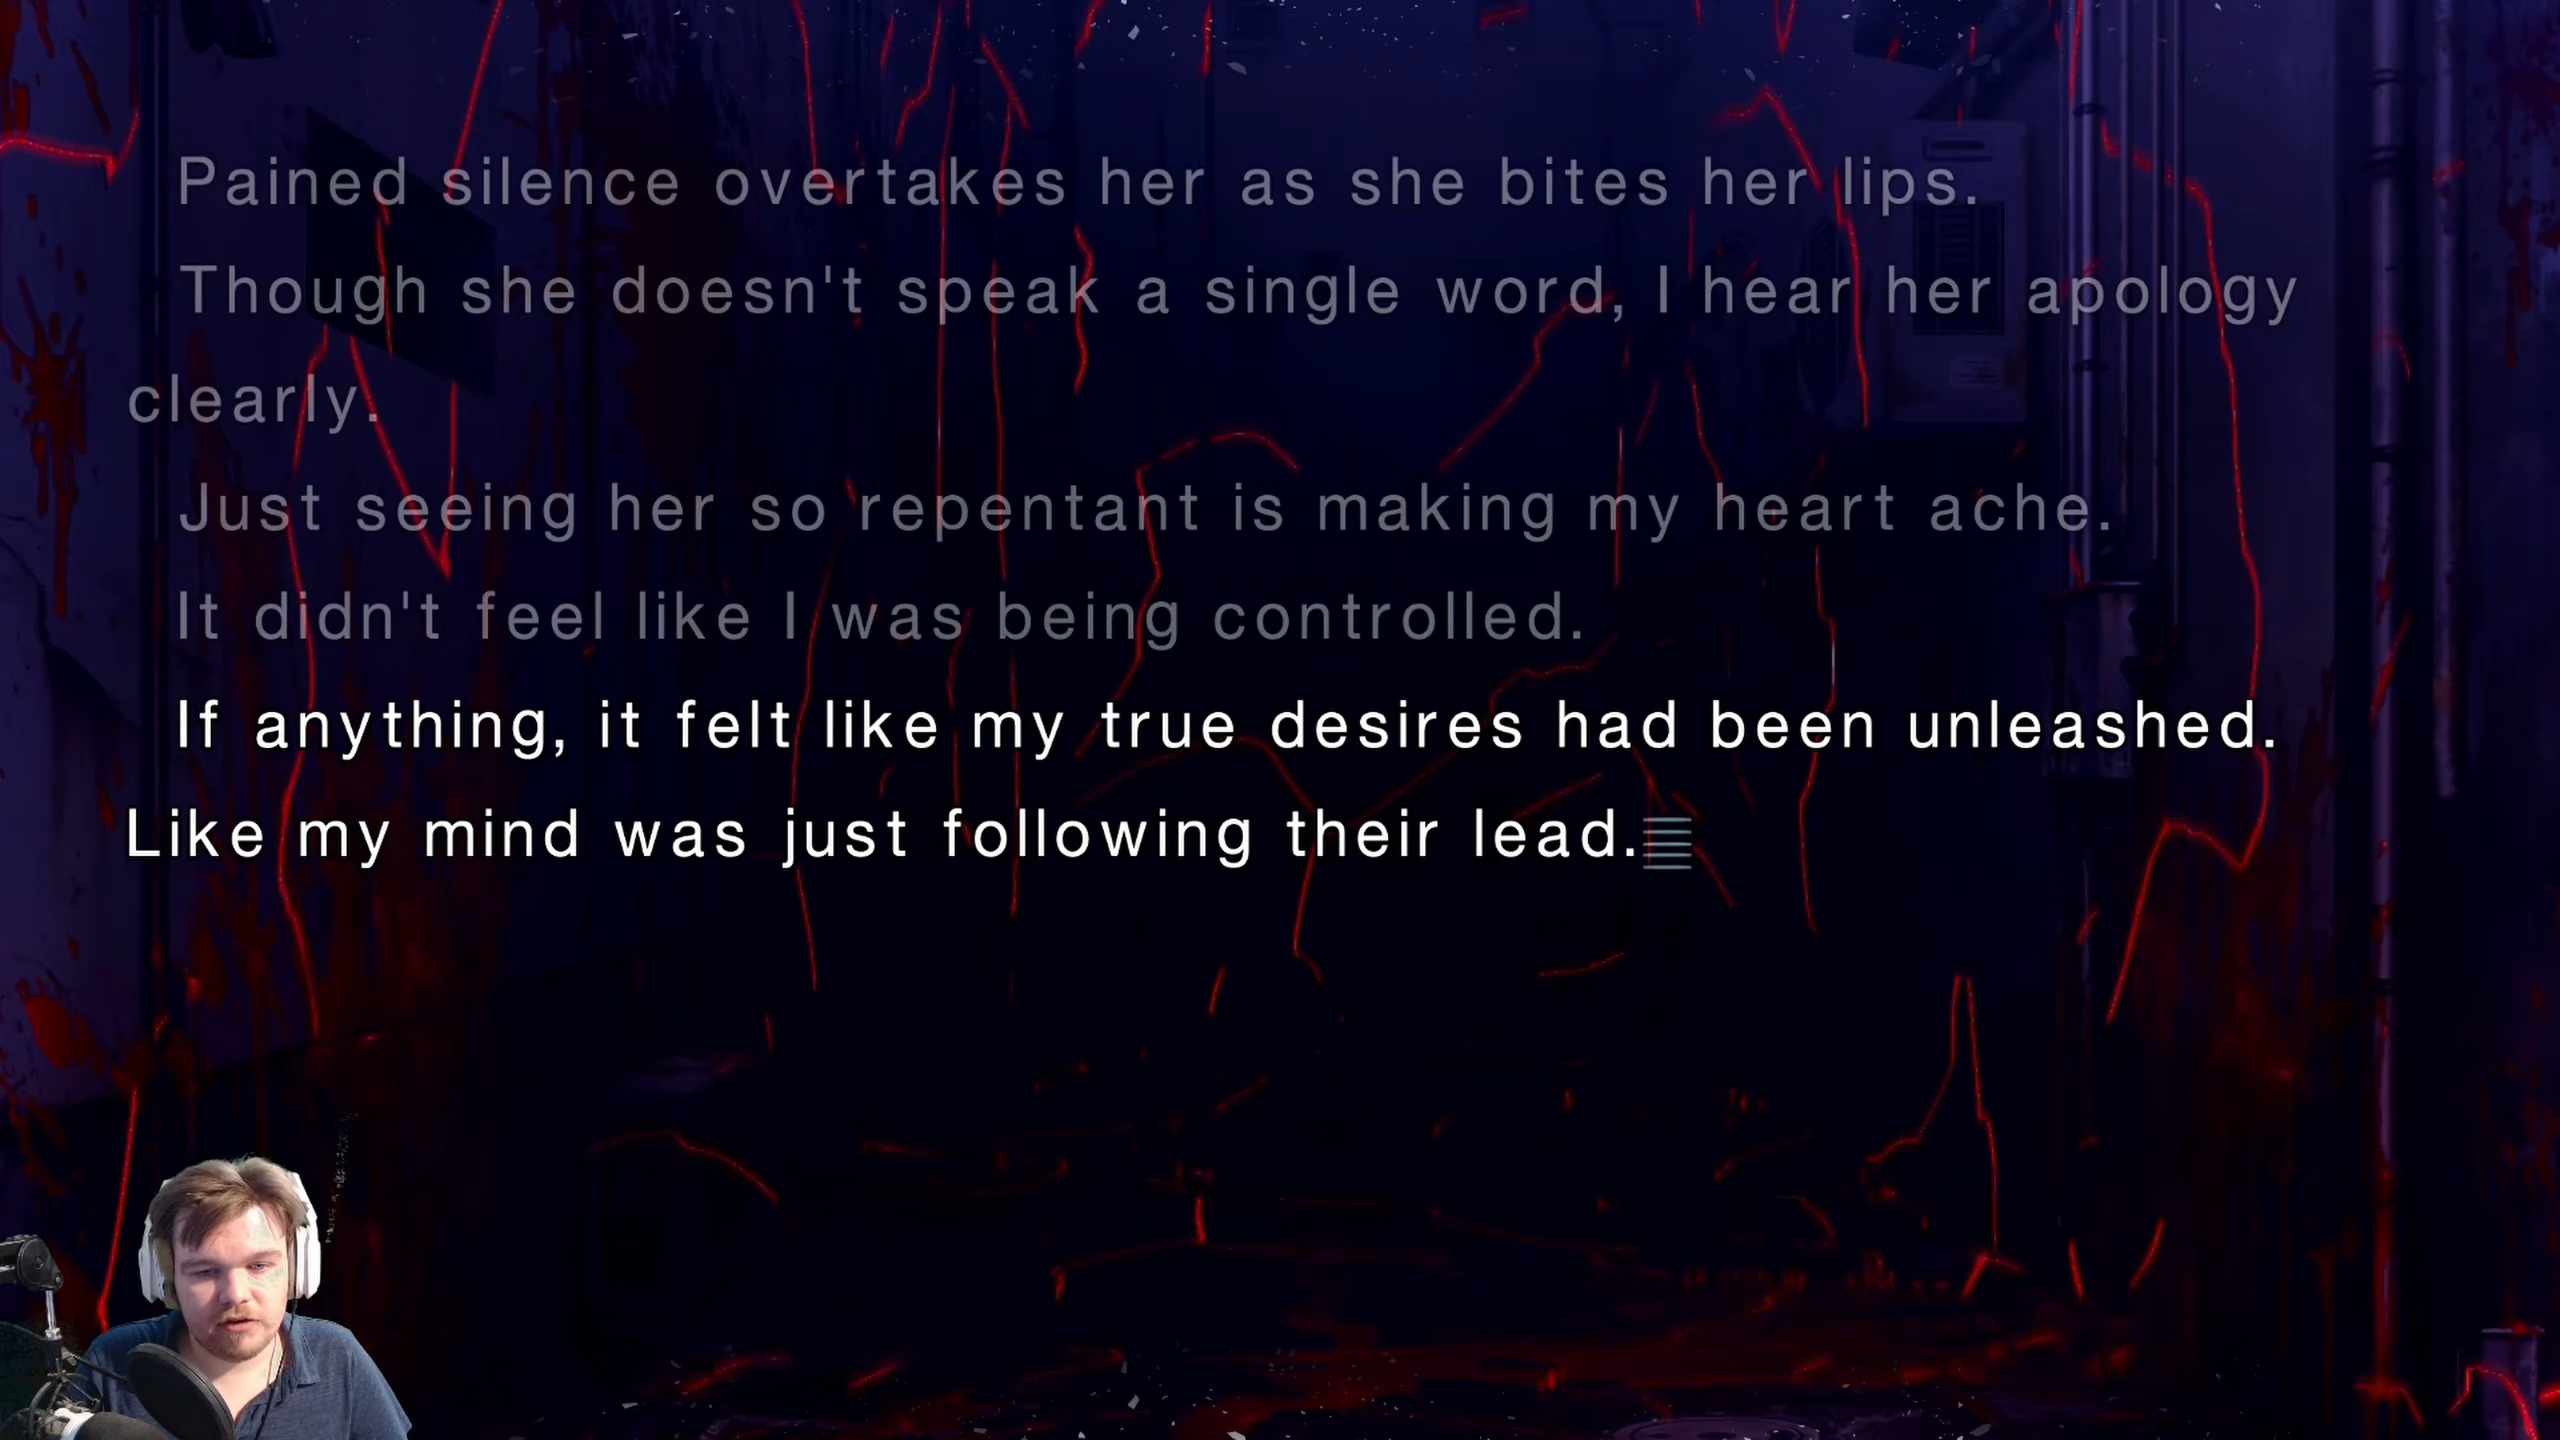 Pained silence overtakes her as she bites her lips.
Though she doesn't speak a single word, I hear her apology
clearly.
Just seeing her so repentant is making my heart ache.
It didn't feel like I was being controlled.
If anything, it felt like my true desires had been unleashed.
Like my mind was just following their lead.